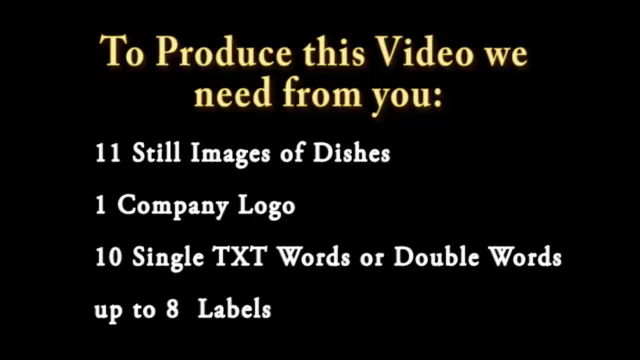 To Produce this Video we
need from you:
11 Still Images of Dishes
1 Company Logo
10 Single TXT Words or Double Words
up to 8 Labels